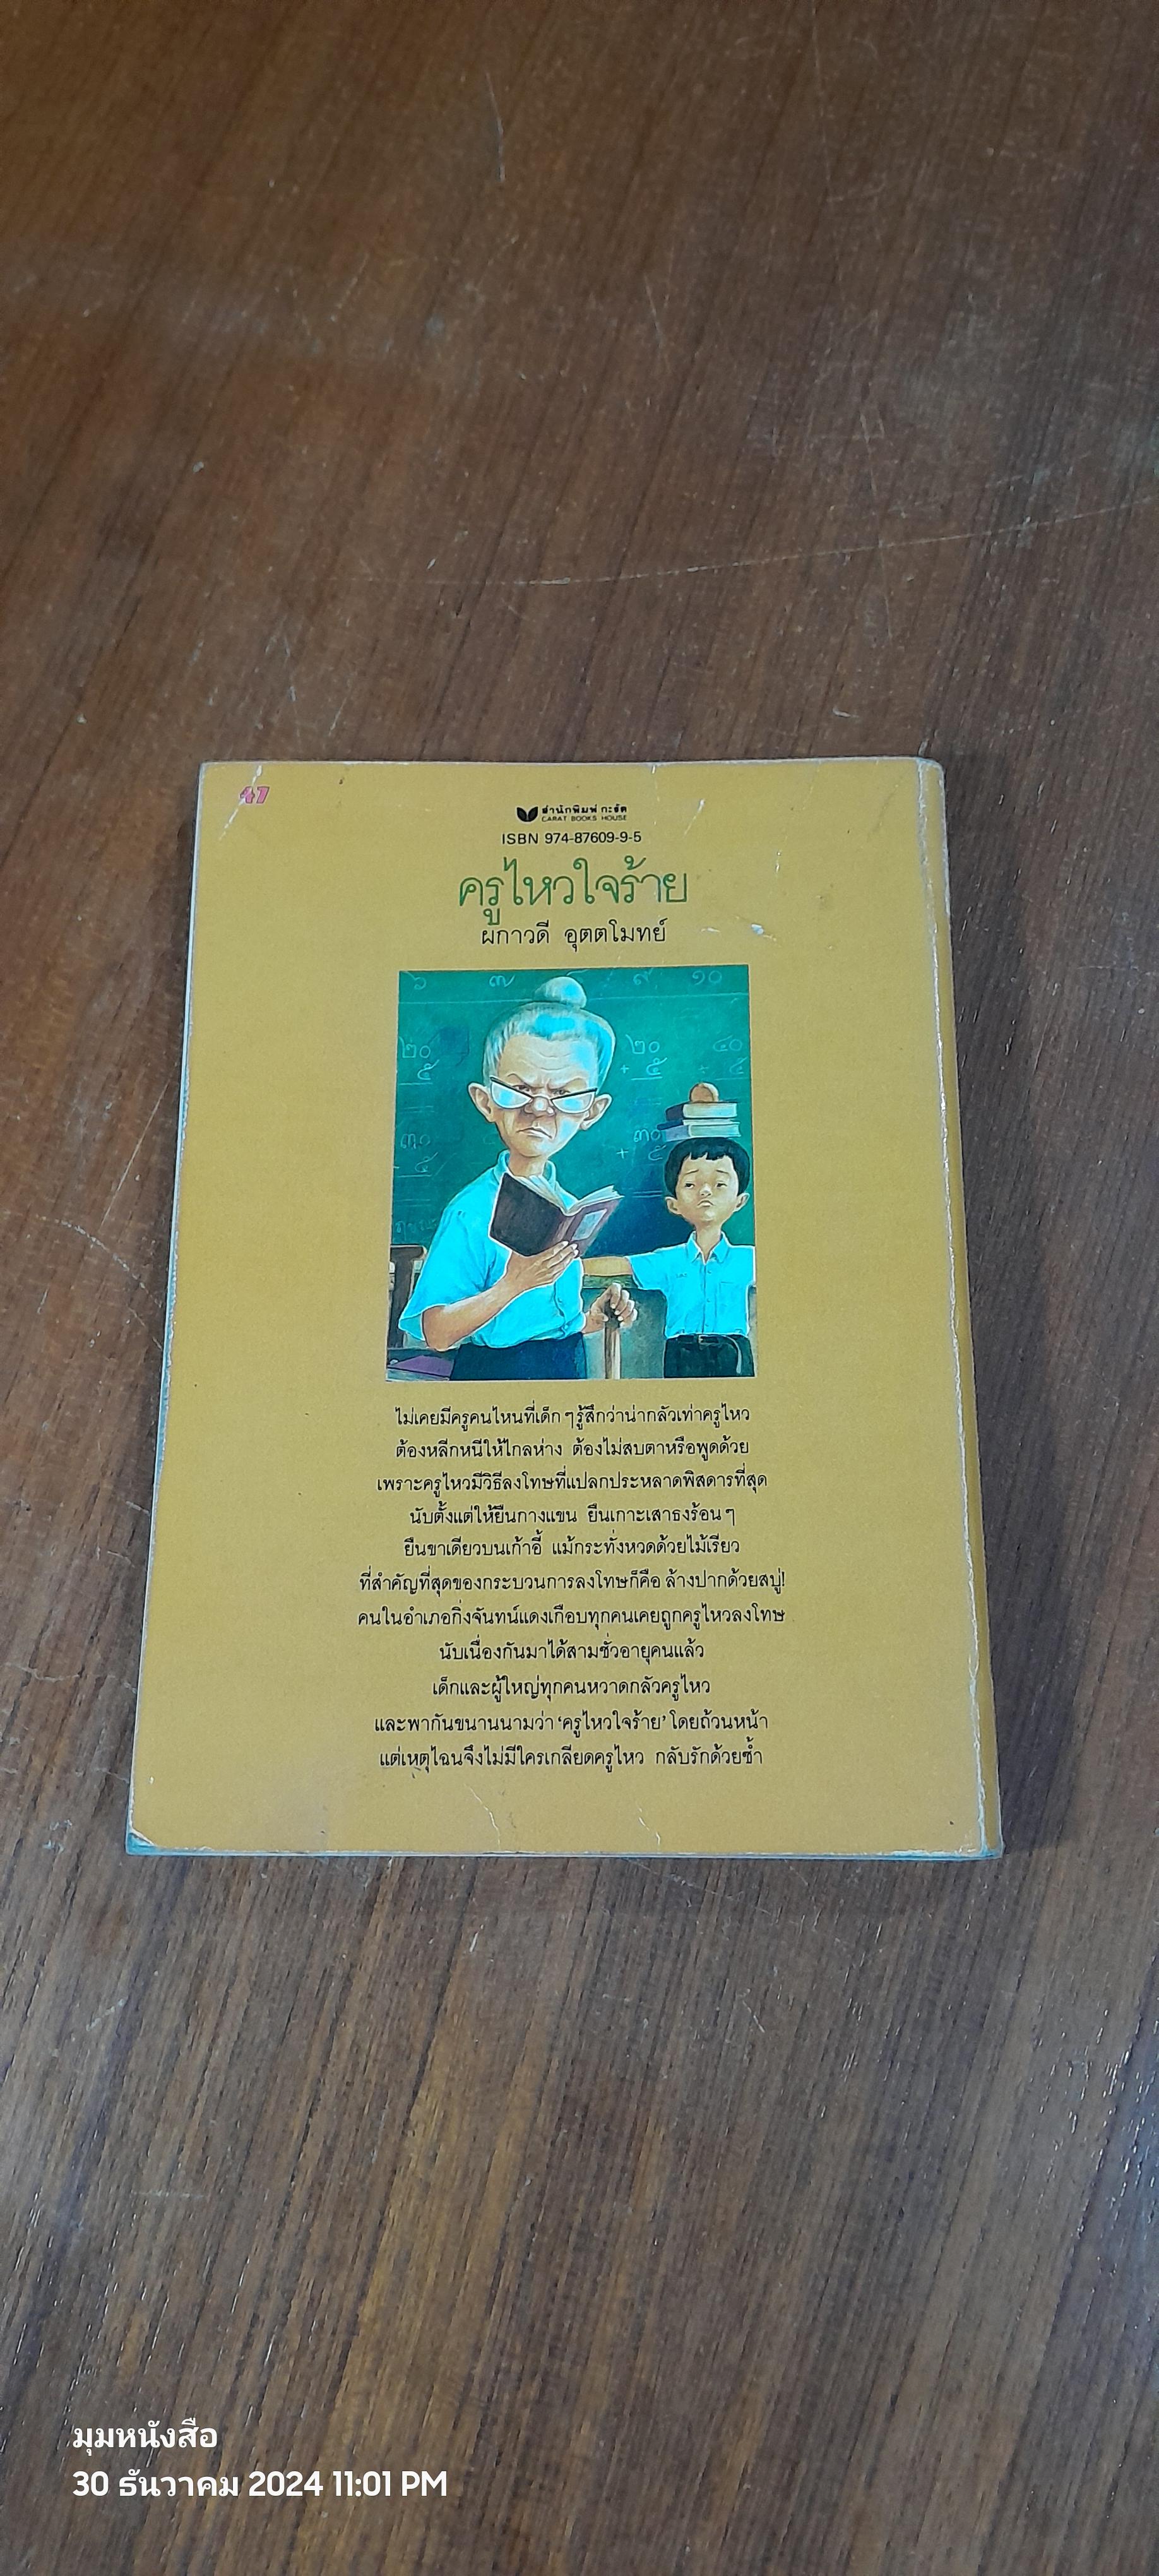 47
สำนักพิมพ์ กะรัต
CARAT BOOKS HOUSE
ISBN 974-87609-9-5
ครูไหวใจร้าย
ผกาวดี อุตตโมทย์
๖ ๗ ๙ ๑๐
๒๐ ๒๐ ๔๐
๕ + ๕ + ๕
๓๐ ๓๐
๕ + ๕
ไม่เคยมีครูคนไหนที่เด็กๆรู้สึกว่าน่ากลัวเท่าครูไหว
ต้องหลีกหนีให้ไกลห่าง ต้องไม่สบตาหรือพูดด้วย
เพราะครูไหวมีวิธีลงโทษที่แปลกประหลาดพิสดารที่สุด
นับตั้งแต่ให้ยืนกางแขน ยืนเกาะเสาธงร้อนๆ
ยืนขาเดียวบนเก้าอี้ แม้กระทั่งหวดด้วยไม้เรียว
ที่สำคัญที่สุดของกระบวนการลงโทษก็คือ ล้างปากด้วยสบู่!
คนในอำเภอกิ่งจันทน์แดงเกือบทุกคนเคยถูกครูไหวลงโทษ
นับเนื่องกันมาได้สามชั่วอายุคนแล้ว
เด็กและผู้ใหญ่ทุกคนหวาดกลัวครูไหว
และพากันขนานนามว่า ‘ครูไหวใจร้าย’ โดยถ้วนหน้า
แต่เหตุไฉนจึงไม่มีใครเกลียดครูไหว กลับรักด้วยซ้ำ
มุมหนังสือ
30 ธันวาคม 2024 11:01 PM